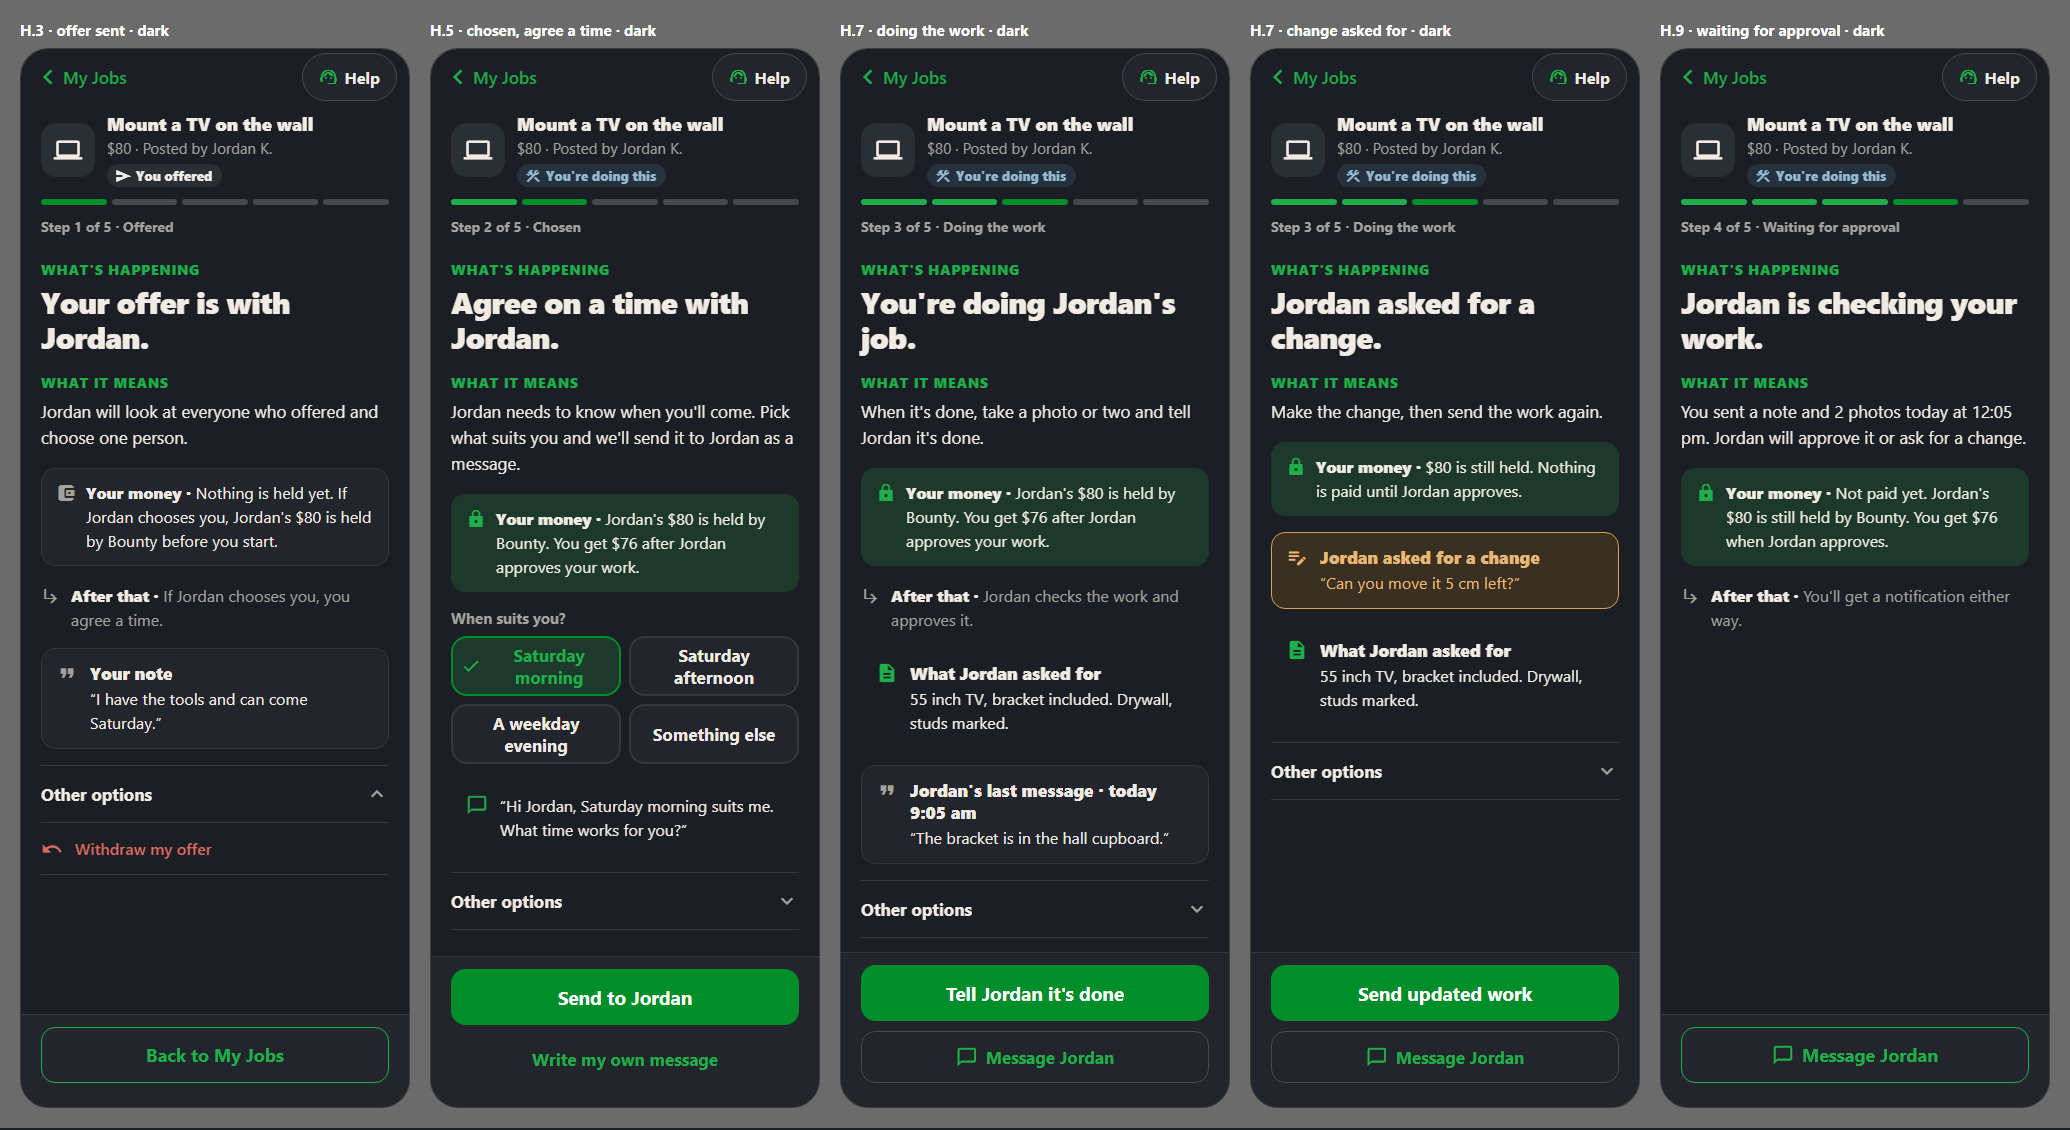 H.3 · offer sent · dark
My Jobs
Help
Mount a TV on the wall
$80 · Posted by Jordan K.
You offered
Step 1 of 5 · Offered
WHAT'S HAPPENING
Your offer is with
Jordan.
WHAT IT MEANS
Jordan will look at everyone who offered and
choose one person.
Your money · Nothing is held yet. If
Jordan chooses you, Jordan's $80 is held
by Bounty before you start.
After that · If Jordan chooses you, you
agree a time.
Your note
“I have the tools and can come
Saturday.”
Other options
Withdraw my offer
Back to My Jobs
H.5 · chosen, agree a time · dark
My Jobs
Help
Mount a TV on the wall
$80 · Posted by Jordan K.
You're doing this
Step 2 of 5 · Chosen
WHAT'S HAPPENING
Agree on a time with
Jordan.
WHAT IT MEANS
Jordan needs to know when you'll come. Pick
what suits you and we'll send it to Jordan as a
message.
Your money · Jordan's $80 is held by
Bounty. You get $76 after Jordan
approves your work.
When suits you?
Saturday
morning
Saturday
afternoon
A weekday
evening
Something else
“Hi Jordan, Saturday morning suits me.
What time works for you?”
Other options
Send to Jordan
Write my own message
H.7 · doing the work · dark
My Jobs
Help
Mount a TV on the wall
$80 · Posted by Jordan K.
You're doing this
Step 3 of 5 · Doing the work
WHAT'S HAPPENING
You're doing Jordan's
job.
WHAT IT MEANS
When it's done, take a photo or two and tell
Jordan it's done.
Your money · Jordan's $80 is held by
Bounty. You get $76 after Jordan
approves your work.
After that · Jordan checks the work and
approves it.
What Jordan asked for
55 inch TV, bracket included. Drywall,
studs marked.
Jordan's last message · today
9:05 am
“The bracket is in the hall cupboard.”
Other options
Tell Jordan it's done
Message Jordan
H.7 · change asked for · dark
My Jobs
Help
Mount a TV on the wall
$80 · Posted by Jordan K.
You're doing this
Step 3 of 5 · Doing the work
WHAT'S HAPPENING
Jordan asked for a
change.
WHAT IT MEANS
Make the change, then send the work again.
Your money · $80 is still held. Nothing
is paid until Jordan approves.
Jordan asked for a change
“Can you move it 5 cm left?”
What Jordan asked for
55 inch TV, bracket included. Drywall,
studs marked.
Other options
Send updated work
Message Jordan
H.9 · waiting for approval · dark
My Jobs
Help
Mount a TV on the wall
$80 · Posted by Jordan K.
You're doing this
Step 4 of 5 · Waiting for approval
WHAT'S HAPPENING
Jordan is checking your
work.
WHAT IT MEANS
You sent a note and 2 photos today at 12:05
pm. Jordan will approve it or ask for a change.
Your money · Not paid yet. Jordan's
$80 is still held by Bounty. You get $76
when Jordan approves.
After that · You'll get a notification either
way.
Message Jordan